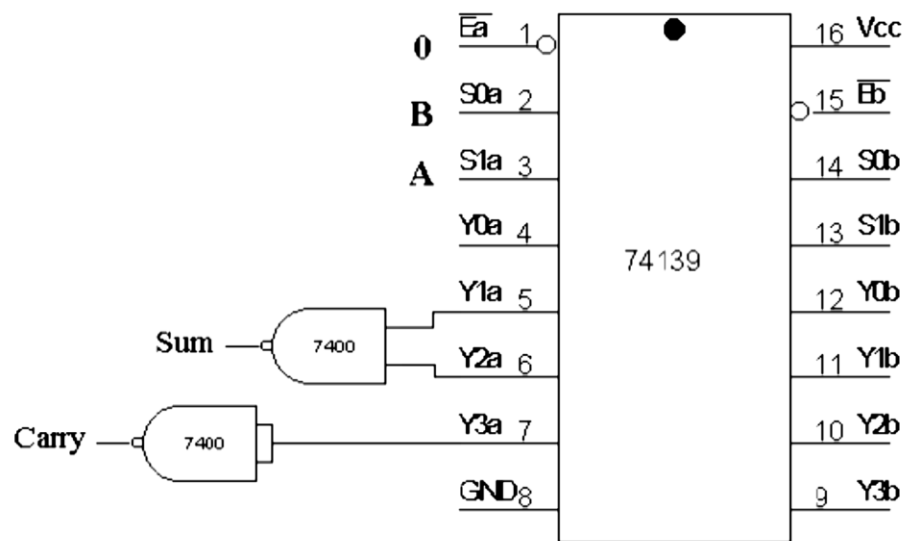 0 Ea 1 16 Vcc
B S0a 2 15 Eb
A S1a 3 14 S0b
Y0a 4 13 S1b
74139
Y1a 5 12 Y0b
Sum 7400
Y2a 6 11 Y1b
Carry 7400
Y3a 7 10 Y2b
GND 8 9 Y3b